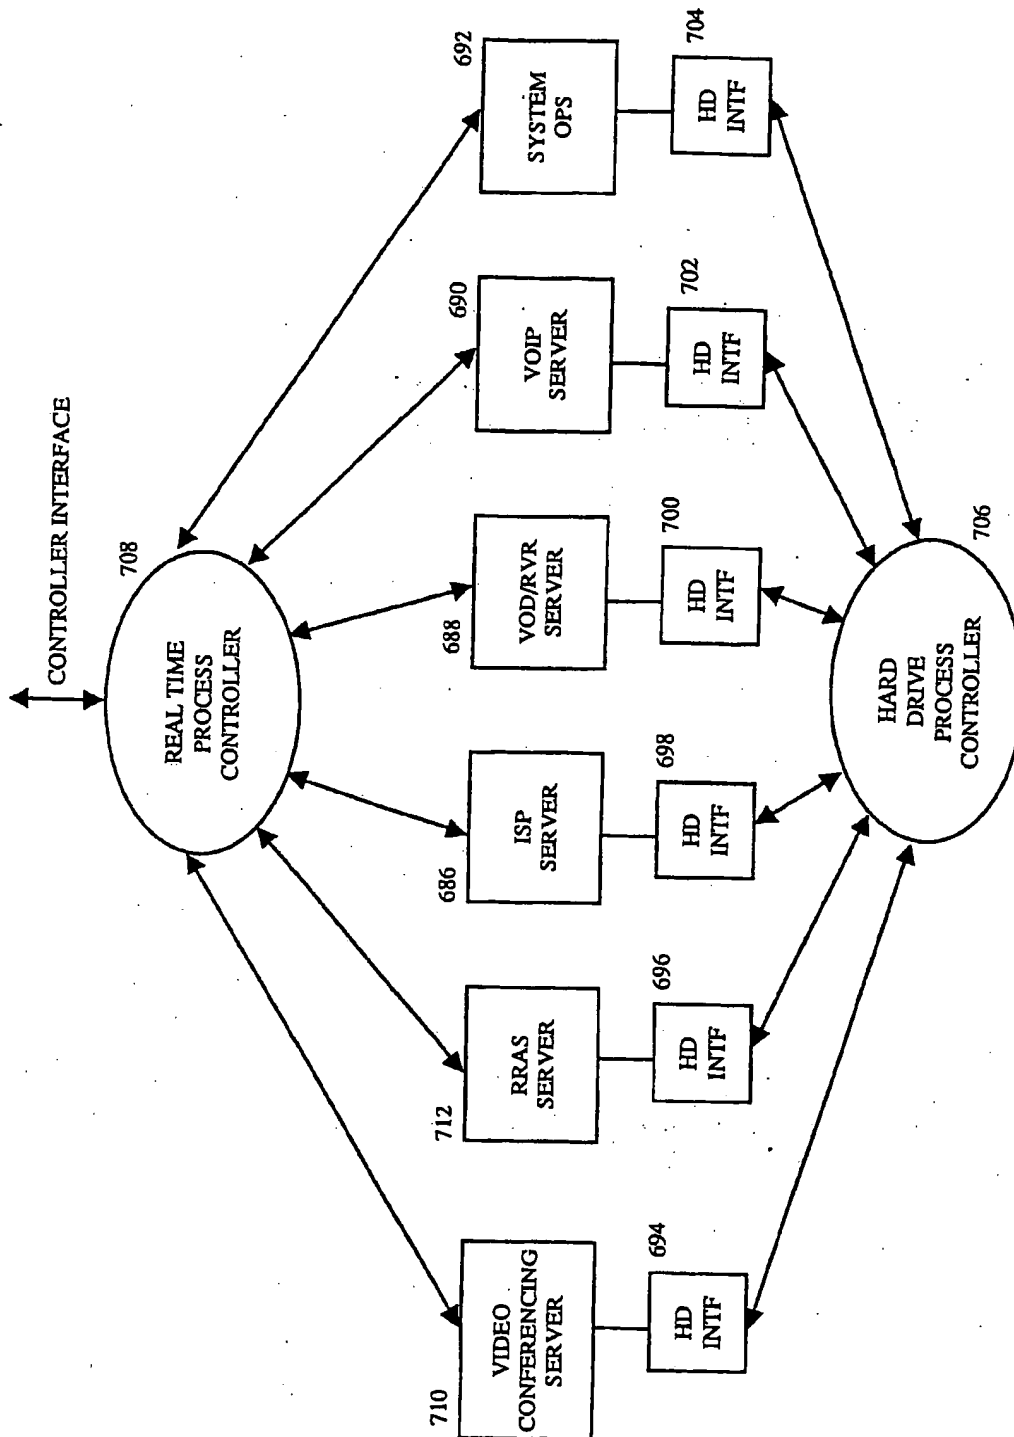 CONTROLLER INTERFACE
708
REAL TIME
PROCESS
CONTROLLER
710
VIDEO
CONFERENCING
SERVER
712
RRAS
SERVER
686
ISP
SERVER
688
VOD/RVR
SERVER
690
VOIP
SERVER
692
SYSTEM
OPS
694
HD
INTF
696
HD
INTF
698
HD
INTF
700
HD
INTF
702
HD
INTF
704
HD
INTF
706
HARD
DRIVE
PROCESS
CONTROLLER